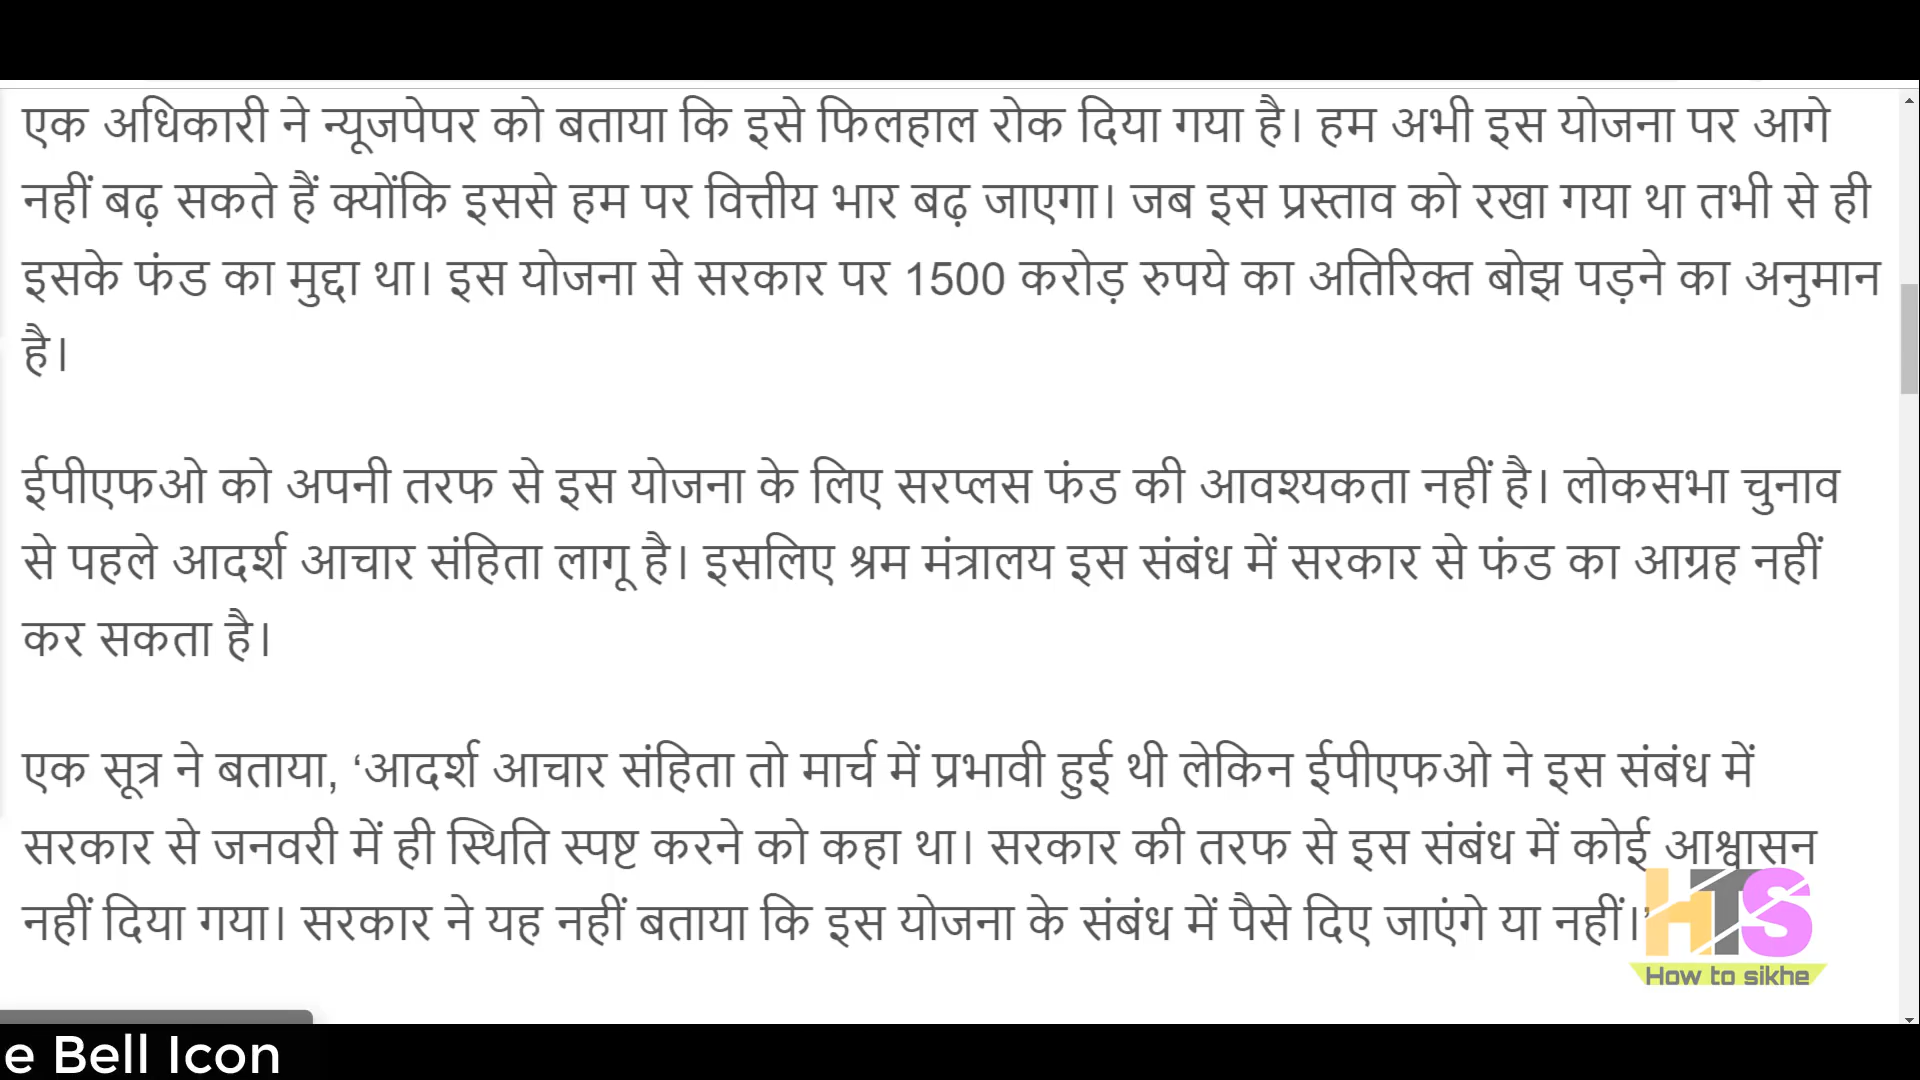 एक अधिकारी ने न्यूजपेपर को बताया कि इसे फिलहाल रोक दिया गया है। हम अभी इस योजना पर आगे
नहीं बढ़ सकते हैं क्योंकि इससे हम पर वित्तीय भार बढ़ जाएगा। जब इस प्रस्ताव को रखा गया था तभी से ही
इसके फंड का मुद्दा था। इस योजना से सरकार पर 1500 करोड़ रुपये का अतिरिक्त बोझ पड़ने का अनुमान
है।
ईपीएफओ को अपनी तरफ से इस योजना के लिए सरप्लस फंड की आवश्यकता नहीं है। लोकसभा चुनाव
से पहले आदर्श आचार संहिता लागू है। इसलिए श्रम मंत्रालय इस संबंध में सरकार से फंड का आग्रह नहीं
कर सकता है।
एक सूत्र ने बताया, ‘आदर्श आचार संहिता तो मार्च में प्रभावी हुई थी लेकिन ईपीएफओ ने इस संबंध में
सरकार से जनवरी में ही स्थिति स्पष्ट करने को कहा था। सरकार की तरफ से इस संबंध में कोई आश्वासन
नहीं दिया गया। सरकार ने यह नहीं बताया कि इस योजना के संबंध में पैसे दिए जाएंगे या नहीं।’
HTS
How to sikhe
e Bell Icon